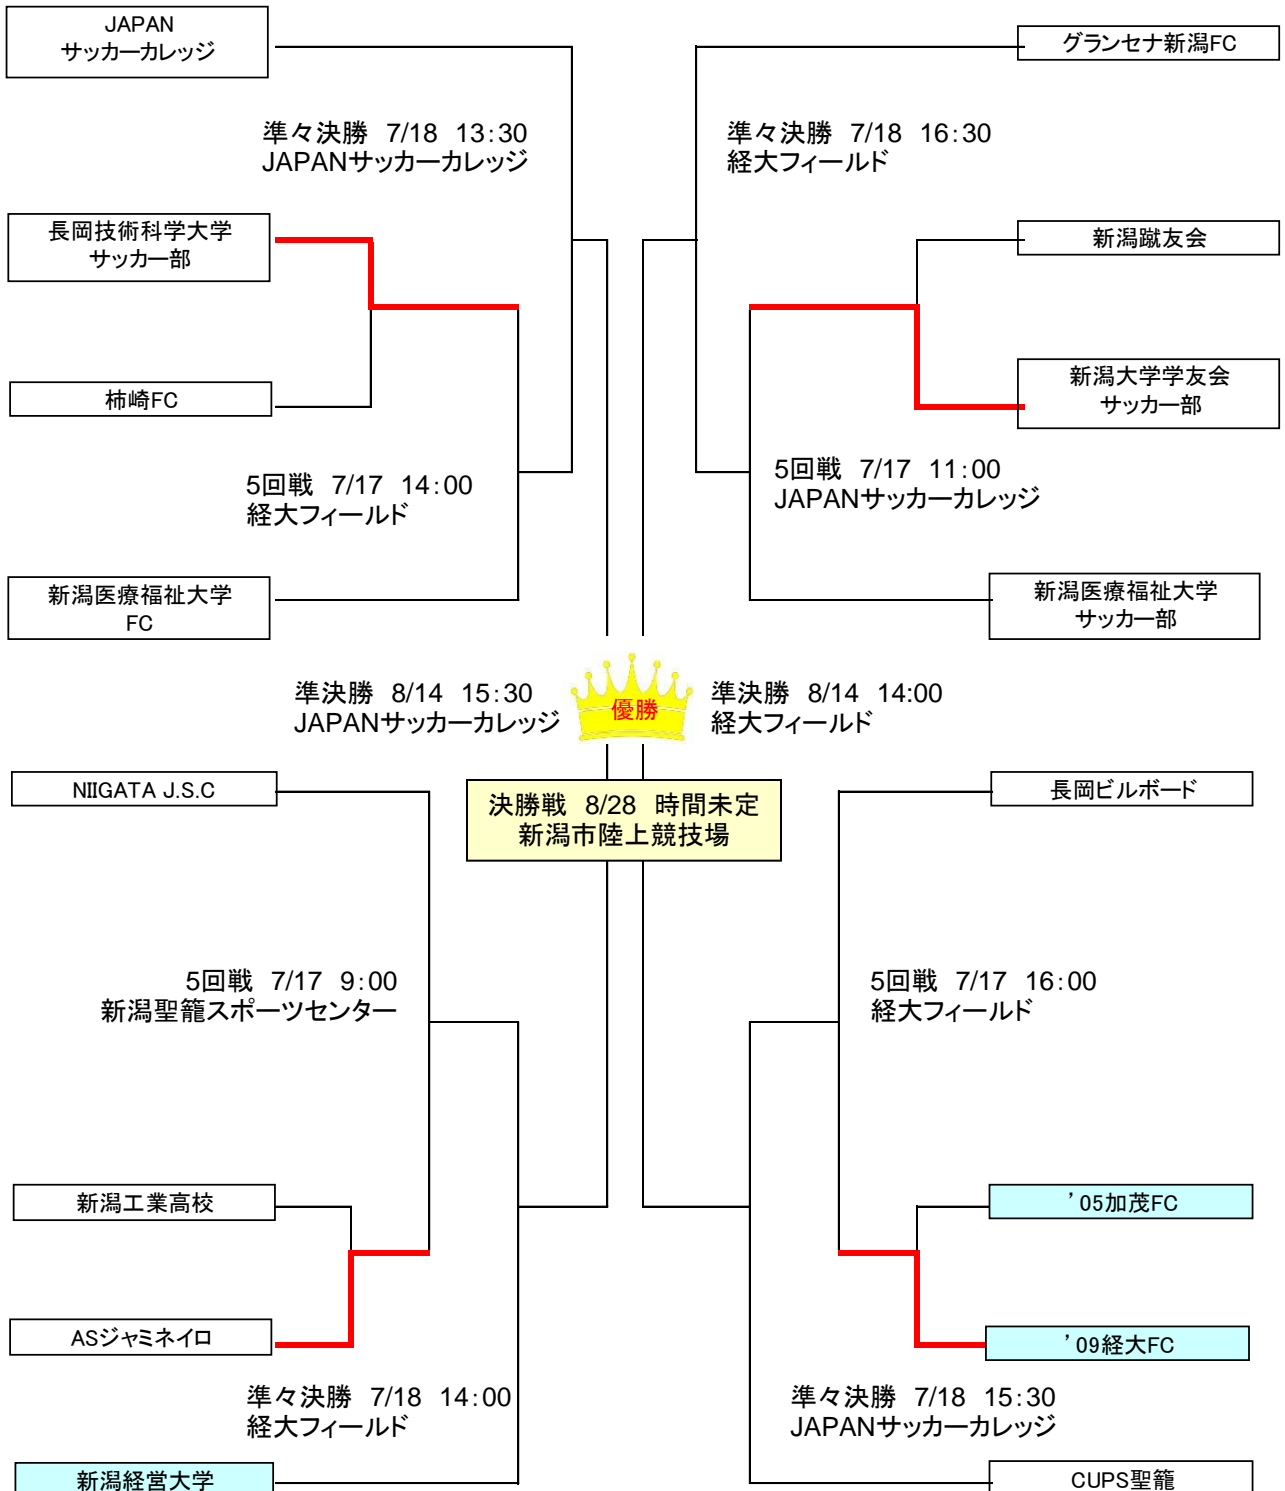 JAPAN
サッカーカレッジ
グランセナ新潟FC
準々決勝 7/18 13:30
JAPANサッカーカレッジ
準々決勝 7/18 16:30
経大フィールド
長岡技術科学大学
サッカー部
新潟蹴友会
柿崎FC
新潟大学学友会
サッカー部
5回戦 7/17 14:00
経大フィールド
5回戦 7/17 11:00
JAPANサッカーカレッジ
新潟医療福祉大学
FC
新潟医療福祉大学
サッカー部
準決勝 8/14 15:30
JAPANサッカーカレッジ
優勝
準決勝 8/14 14:00
経大フィールド
NIIGATA J.S.C
決勝戦 8/28 時間未定
新潟市陸上競技場
長岡ビルボード
5回戦 7/17 9:00
新潟聖籠スポーツセンター
5回戦 7/17 16:00
経大フィールド
新潟工業高校
’05加茂FC
ASジャミネイロ
’09経大FC
準々決勝 7/18 14:00
経大フィールド
準々決勝 7/18 15:30
JAPANサッカーカレッジ
新潟経営大学
CUPS聖籠